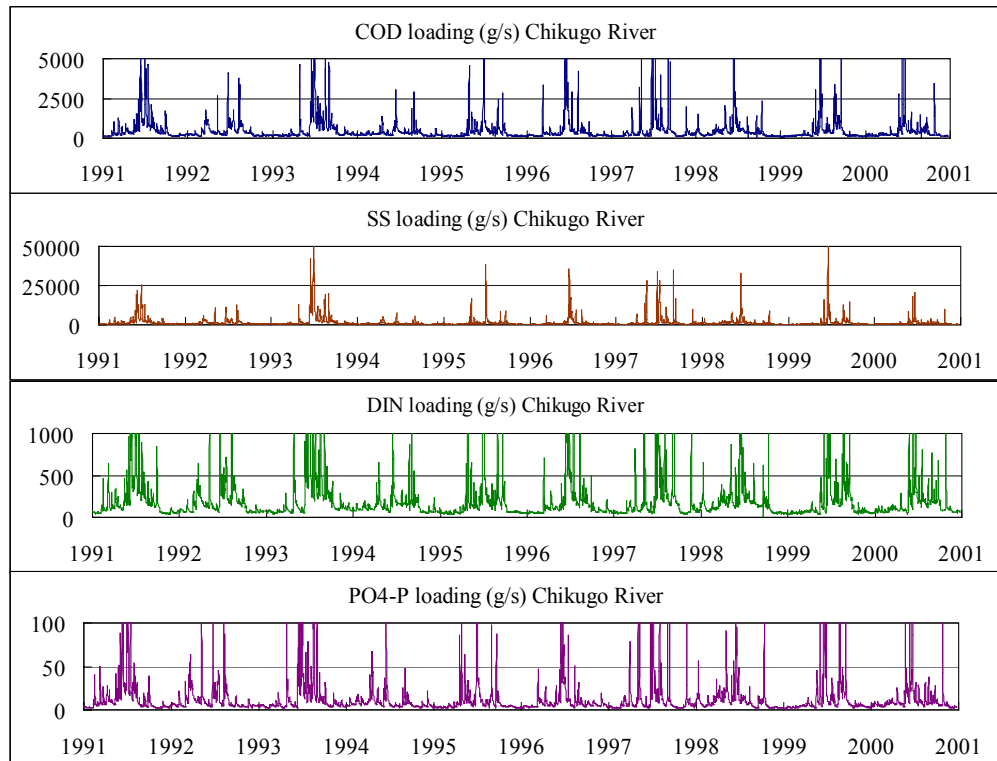 COD loading (g/s) Chikugo River
5000
2500
0
1991 1992 1993 1994 1995 1996 1997 1998 1999 2000 2001
SS loading (g/s) Chikugo River
50000
25000
0
1991 1992 1993 1994 1995 1996 1997 1998 1999 2000 2001
DIN loading (g/s) Chikugo River
1000
500
0
1991 1992 1993 1994 1995 1996 1997 1998 1999 2000 2001
PO4-P loading (g/s) Chikugo River
100
50
0
1991 1992 1993 1994 1995 1996 1997 1998 1999 2000 2001